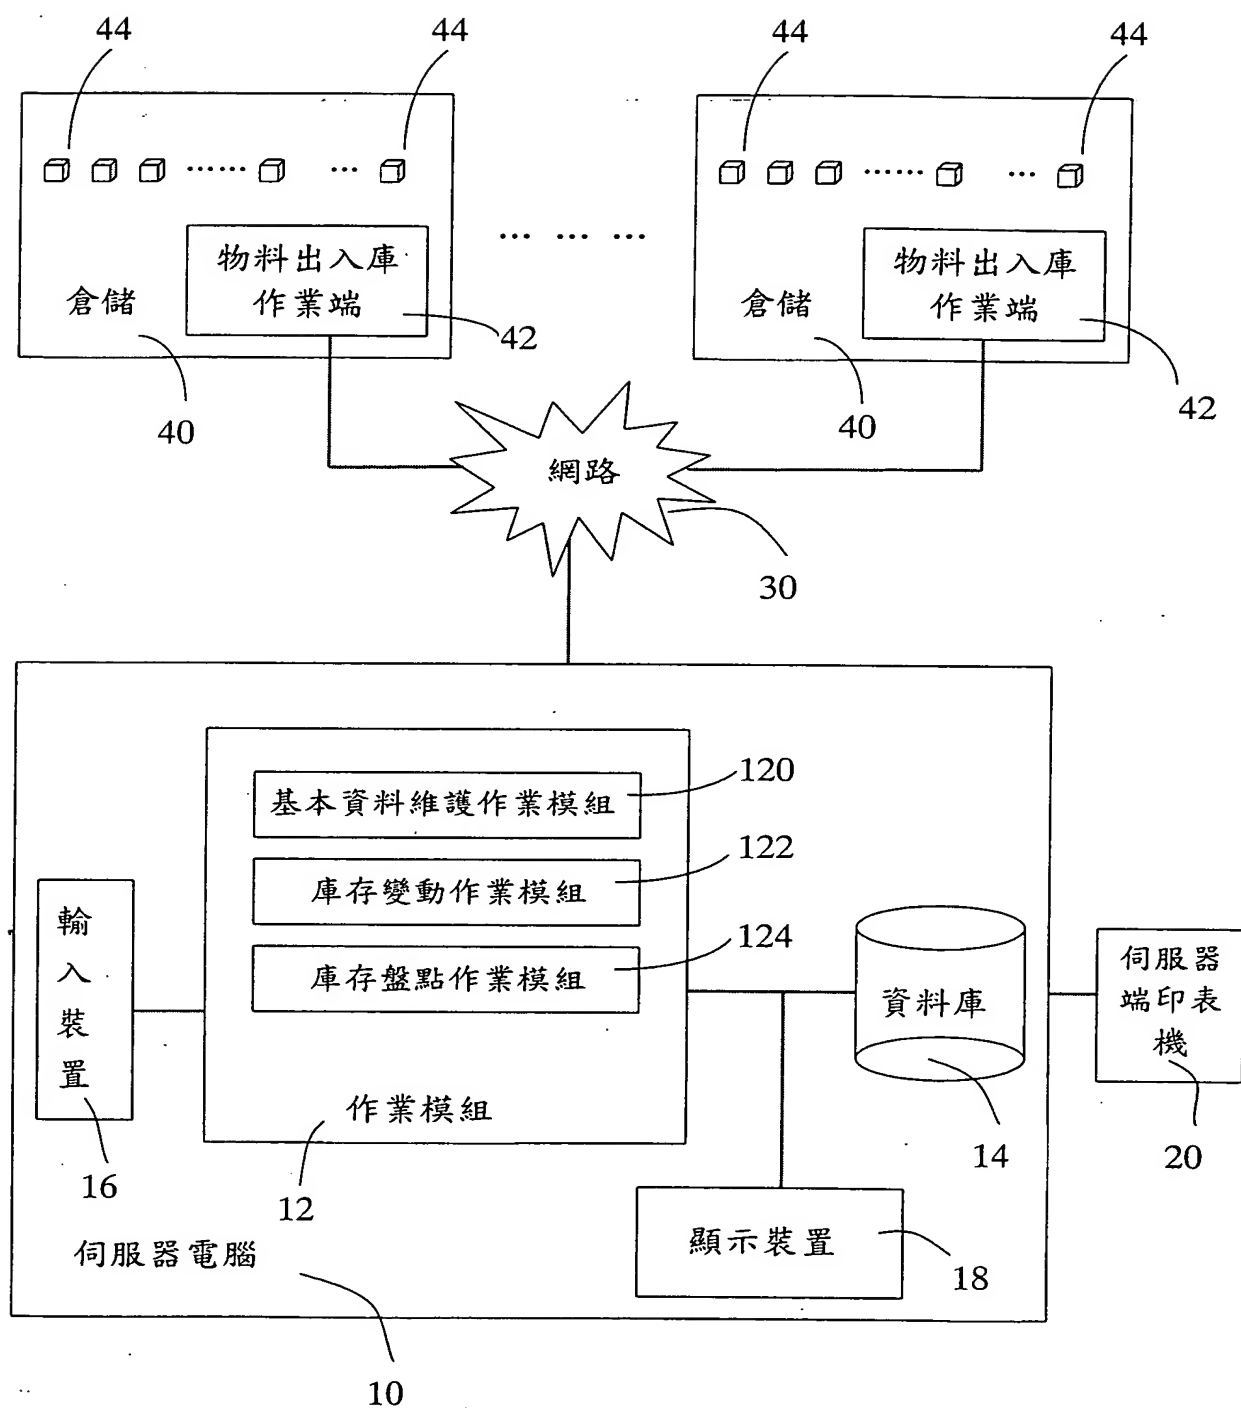 44
44
44
44
…… …
…… …
物料出入庫
作業端
… … …
物料出入庫
作業端
倉儲
倉儲
42
42
40
40
網路
30
120
基本資料維護作業模組
122
庫存變動作業模組
124
庫存盤點作業模組
輸
入
裝
置
資料庫
伺服器
端印表
機
作業模組
16
12
14
20
顯示裝置
18
伺服器電腦
10